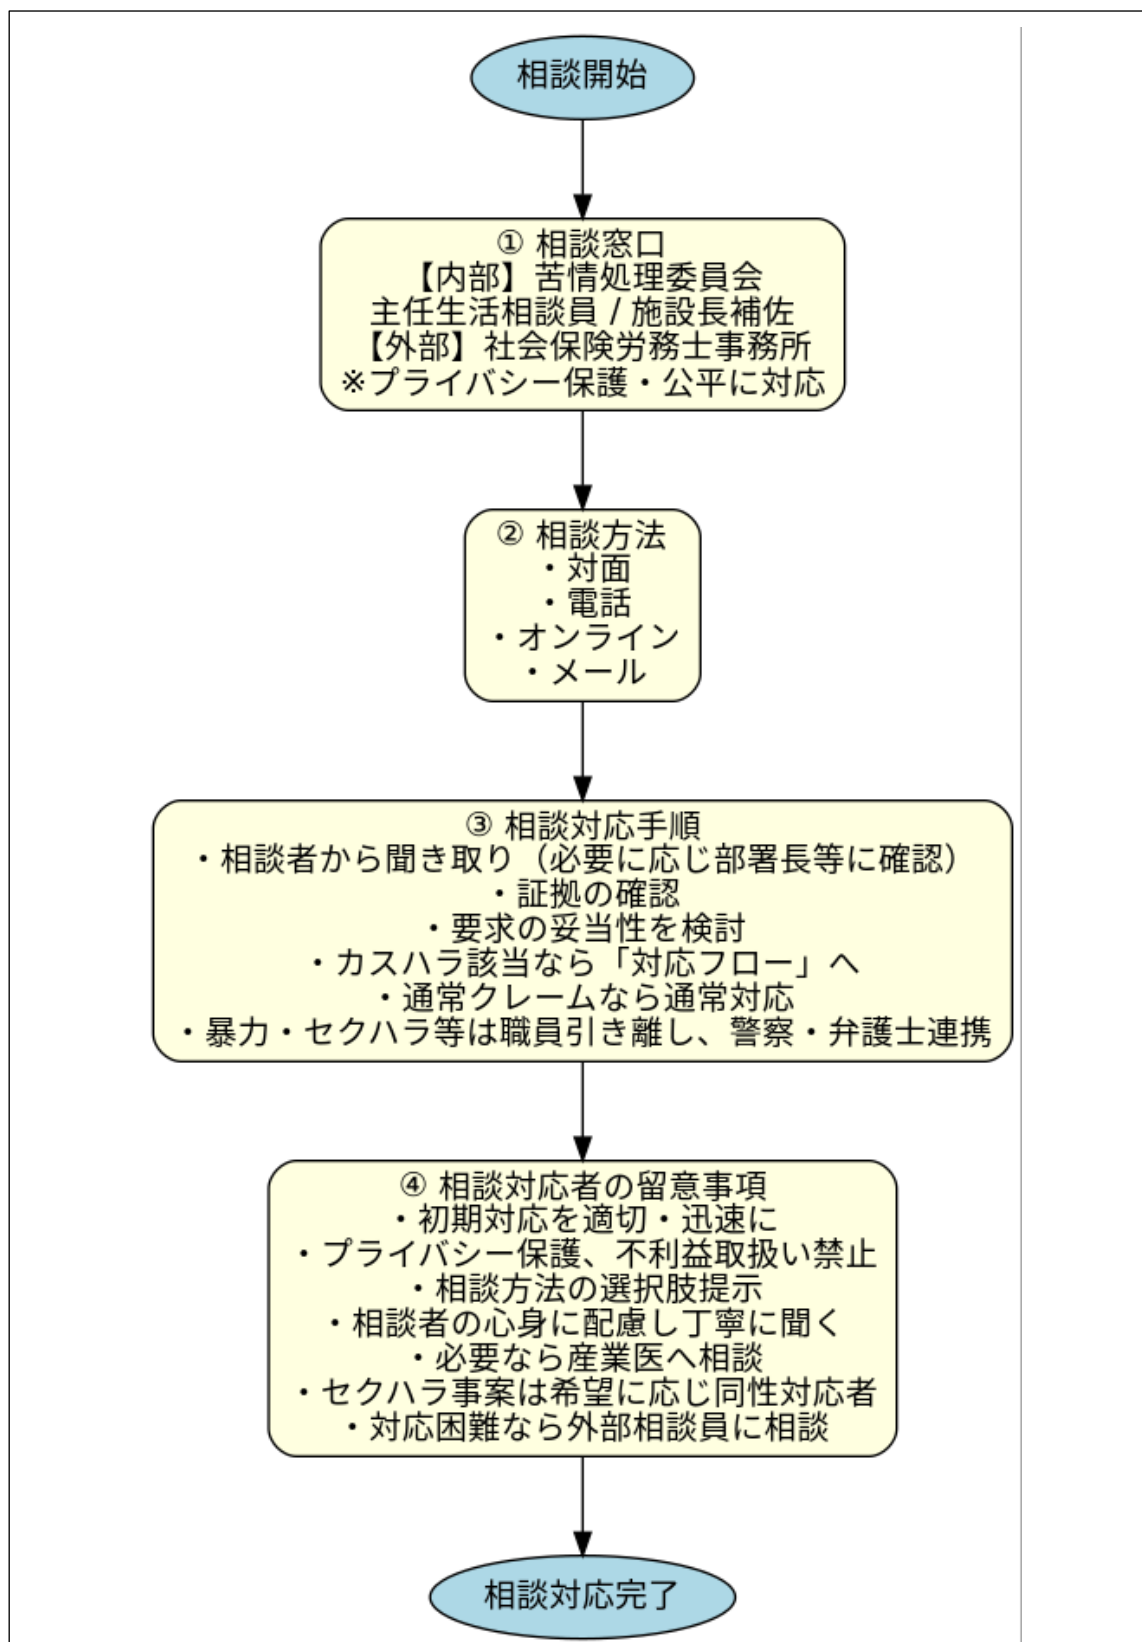 相談開始
① 相談窓口
【内部】苦情処理委員会
主任生活相談員 / 施設長補佐
【外部】社会保険労務士事務所
※プライバシー保護・公平に対応
② 相談方法
・対面
・電話
・オンライン
・メール
③ 相談対応手順
・相談者から聞き取り（必要に応じ部署長等に確認）
・証拠の確認
・要求の妥当性を検討
・カスハラ該当なら「対応フロー」へ
・通常クレームなら通常対応
・暴力・セクハラ等は職員引き離し、警察・弁護士連携
④ 相談対応者の留意事項
・初期対応を適切・迅速に
・プライバシー保護、不利益取扱い禁止
・相談方法の選択肢提示
・相談者の心身に配慮し丁寧に聞く
・必要なら産業医へ相談
・セクハラ事案は希望に応じ同性対応者
・対応困難なら外部相談員に相談
相談対応完了